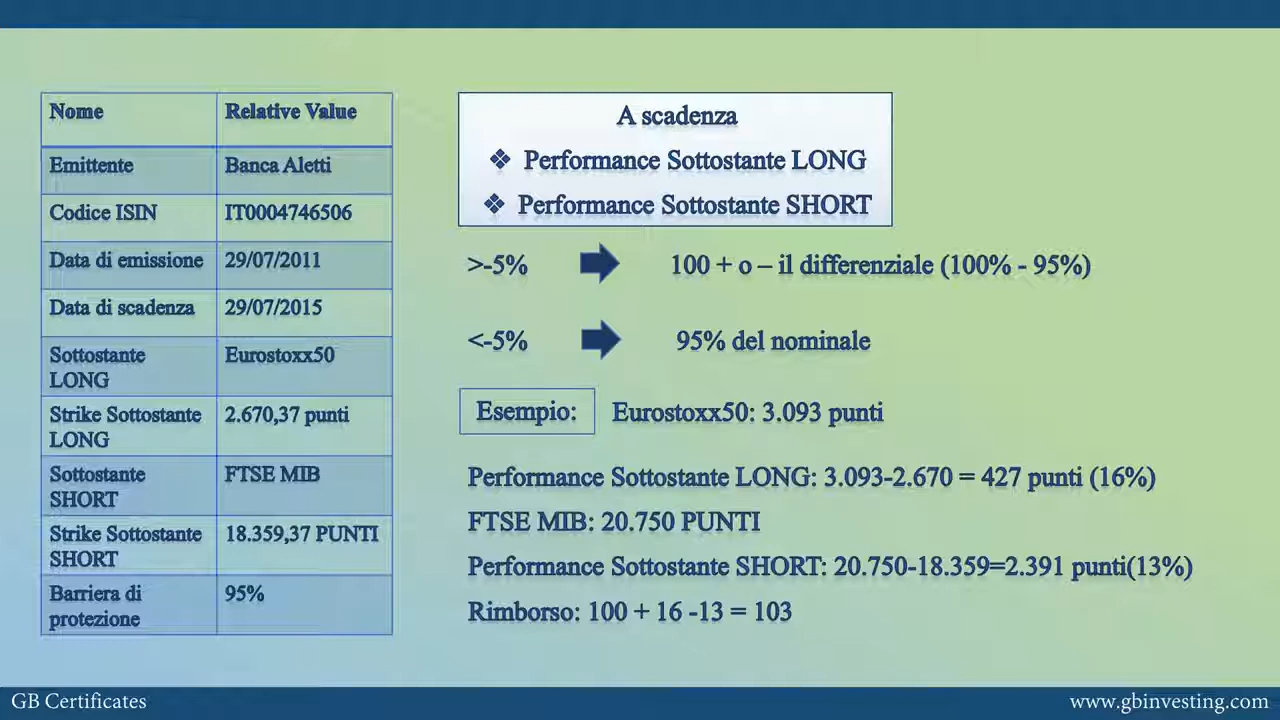 Nome Relative Value
Emittente Banca Aletti
Codice ISIN IT0004746506
Data di emissione 29/07/2011
Data di scadenza 29/07/2015
Sottostante Eurostoxx50
LONG
Strike Sottostante 2.670,37 punti
LONG
Sottostante FTSE MIB
SHORT
Strike Sottostante 18.359,37 PUNTI
SHORT
Barriera di 95%
protezione
A scadenza
❖ Performance Sottostante LONG
❖ Performance Sottostante SHORT
>-5% 100 + o – il differenziale (100% - 95%)
<-5% 95% del nominale
Esempio: Eurostoxx50: 3.093 punti
Performance Sottostante LONG: 3.093-2.670 = 427 punti (16%)
FTSE MIB: 20.750 PUNTI
Performance Sottostante SHORT: 20.750-18.359=2.391 punti(13%)
Rimborso: 100 + 16 -13 = 103
GB Certificates
www.gbinvesting.com